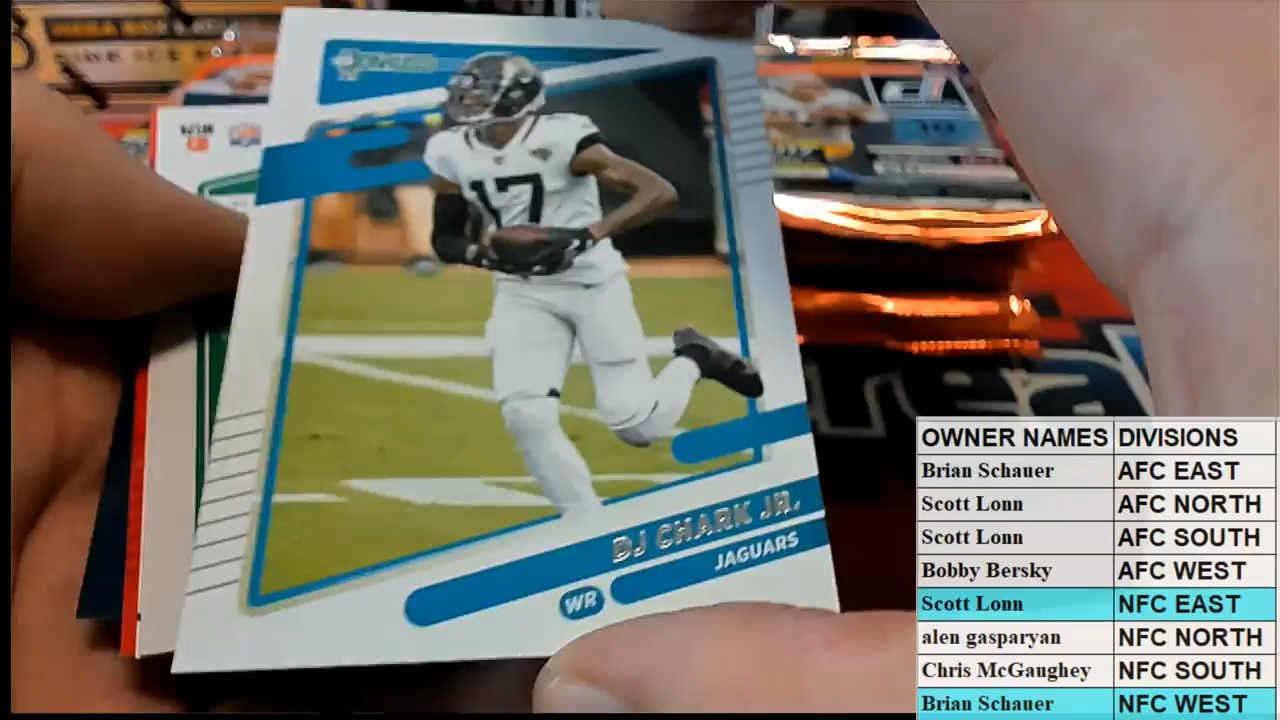 DONRUSS
17
DJ CHARK JR.
JAGUARS
WR
OWNER NAMES DIVISIONS
Brian Schauer AFC EAST
Scott Lonn AFC NORTH
Scott Lonn AFC SOUTH
Bobby Bersky AFC WEST
Scott Lonn NFC EAST
alen gasparyan NFC NORTH
Chris McGaughey NFC SOUTH
Brian Schauer NFC WEST